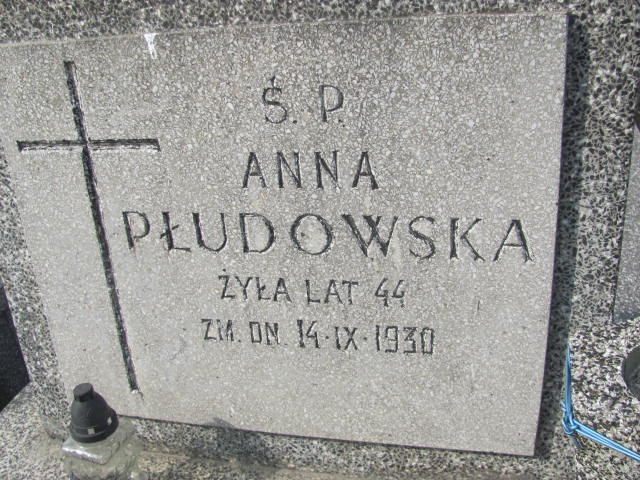 Ś. P.
ANNA
PŁUDOWSKA
ŻYŁA LAT 44
ZM. DN. 14·IX·1930